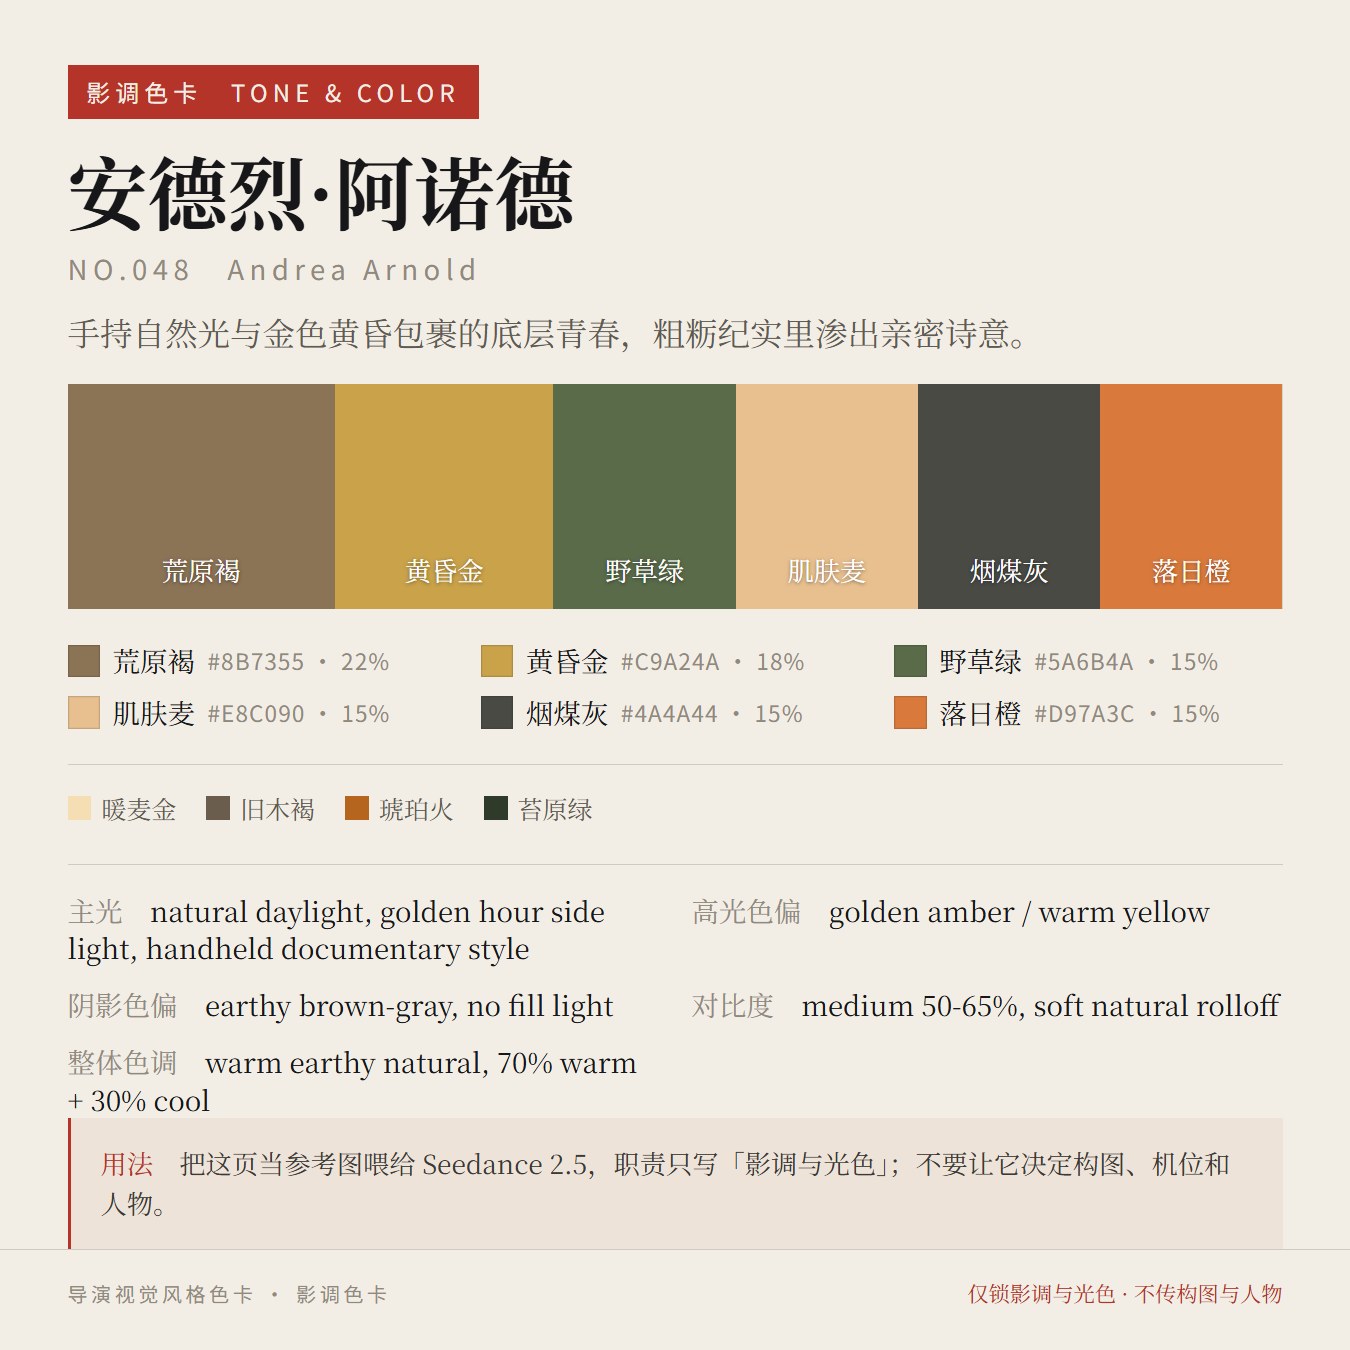 影调色卡 TONE & COLOR
安德烈·阿诺德
NO.048 Andrea Arnold
手持自然光与金色黄昏包裹的底层青春，粗粝纪实里渗出亲密诗意。
荒原褐 黄昏金 野草绿 肌肤麦 烟煤灰 落日橙
荒原褐 #8B7355 · 22% 黄昏金 #C9A24A · 18% 野草绿 #5A6B4A · 15%
肌肤麦 #E8C090 · 15% 烟煤灰 #4A4A44 · 15% 落日橙 #D97A3C · 15%
暖麦金 旧木褐 琥珀火 苔原绿
主光 natural daylight, golden hour side
light, handheld documentary style
高光色偏 golden amber / warm yellow
阴影色偏 earthy brown-gray, no fill light
对比度 medium 50-65%, soft natural rolloff
整体色调 warm earthy natural, 70% warm
+ 30% cool
用法 把这页当参考图喂给 Seedance 2.5，职责只写「影调与光色」；不要让它决定构图、机位和
人物。
导演视觉风格色卡 · 影调色卡
仅锁影调与光色 · 不传构图与人物